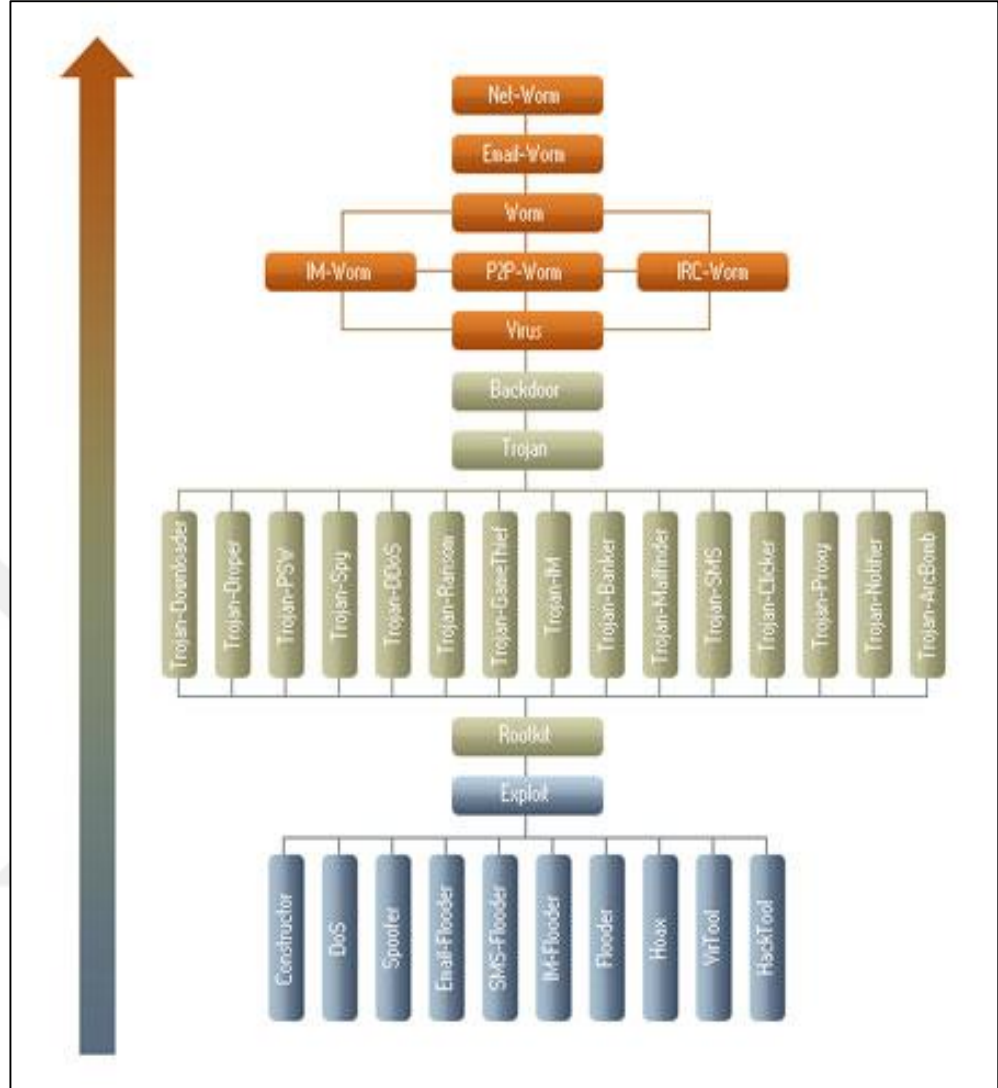 Net-Worm
Email-Worm
Worm
IM-Worm
P2P-Worm
IRC-Worm
Virus
Backdoor
Trojan
Trojan-Downloader
Trojan-Droper
Trojan-PSW
Trojan-Spy
Trojan-DDoS
Trojan-Ransom
Trojan-GameThief
Trojan-IM
Trojan-Banker
Trojan-Mailfinder
Trojan-SMS
Trojan-Clicker
Trojan-Proxy
Trojan-Notifier
Trojan-ArcBomb
Rootkit
Exploit
Constructor
DoS
Spoofer
Email-Flooder
SMS-Flooder
IM-Flooder
Flooder
Hoax
VirTool
HackTool